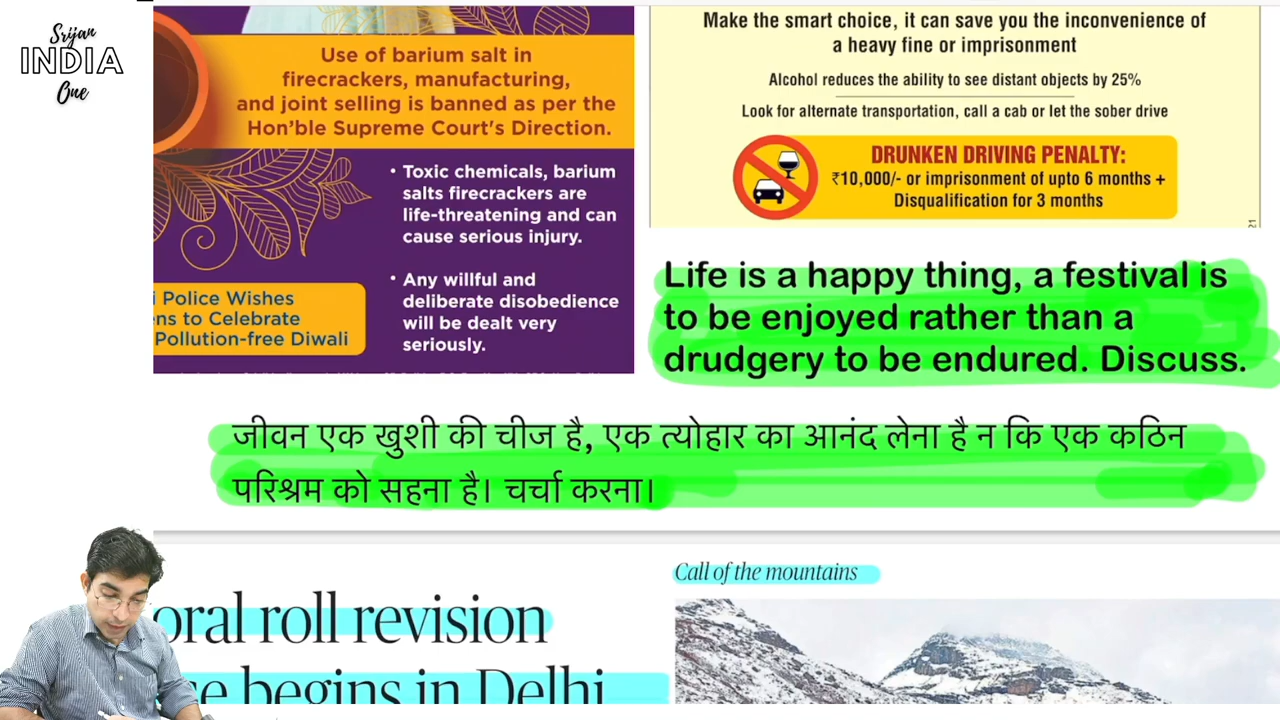 Srijan
INDIA
One
Use of barium salt in
firecrackers, manufacturing,
and joint selling is banned as per the
Hon'ble Supreme Court's Direction.
• Toxic chemicals, barium
salts firecrackers are
life-threatening and can
cause serious injury.
• Any willful and
deliberate disobedience
will be dealt very
seriously.
i Police Wishes
ens to Celebrate
Pollution-free Diwali
Make the smart choice, it can save you the inconvenience of
a heavy fine or imprisonment
Alcohol reduces the ability to see distant objects by 25%
Look for alternate transportation, call a cab or let the sober drive
DRUNKEN DRIVING PENALTY:
₹10,000/- or imprisonment of upto 6 months +
Disqualification for 3 months
Life is a happy thing, a festival is
to be enjoyed rather than a
drudgery to be endured. Discuss.
जीवन एक खुशी की चीज है, एक त्योहार का आनंद लेना है न कि एक कठिन
परिश्रम को सहना है। चर्चा करना।
oral roll revision
se begins in Delhi
Call of the mountains